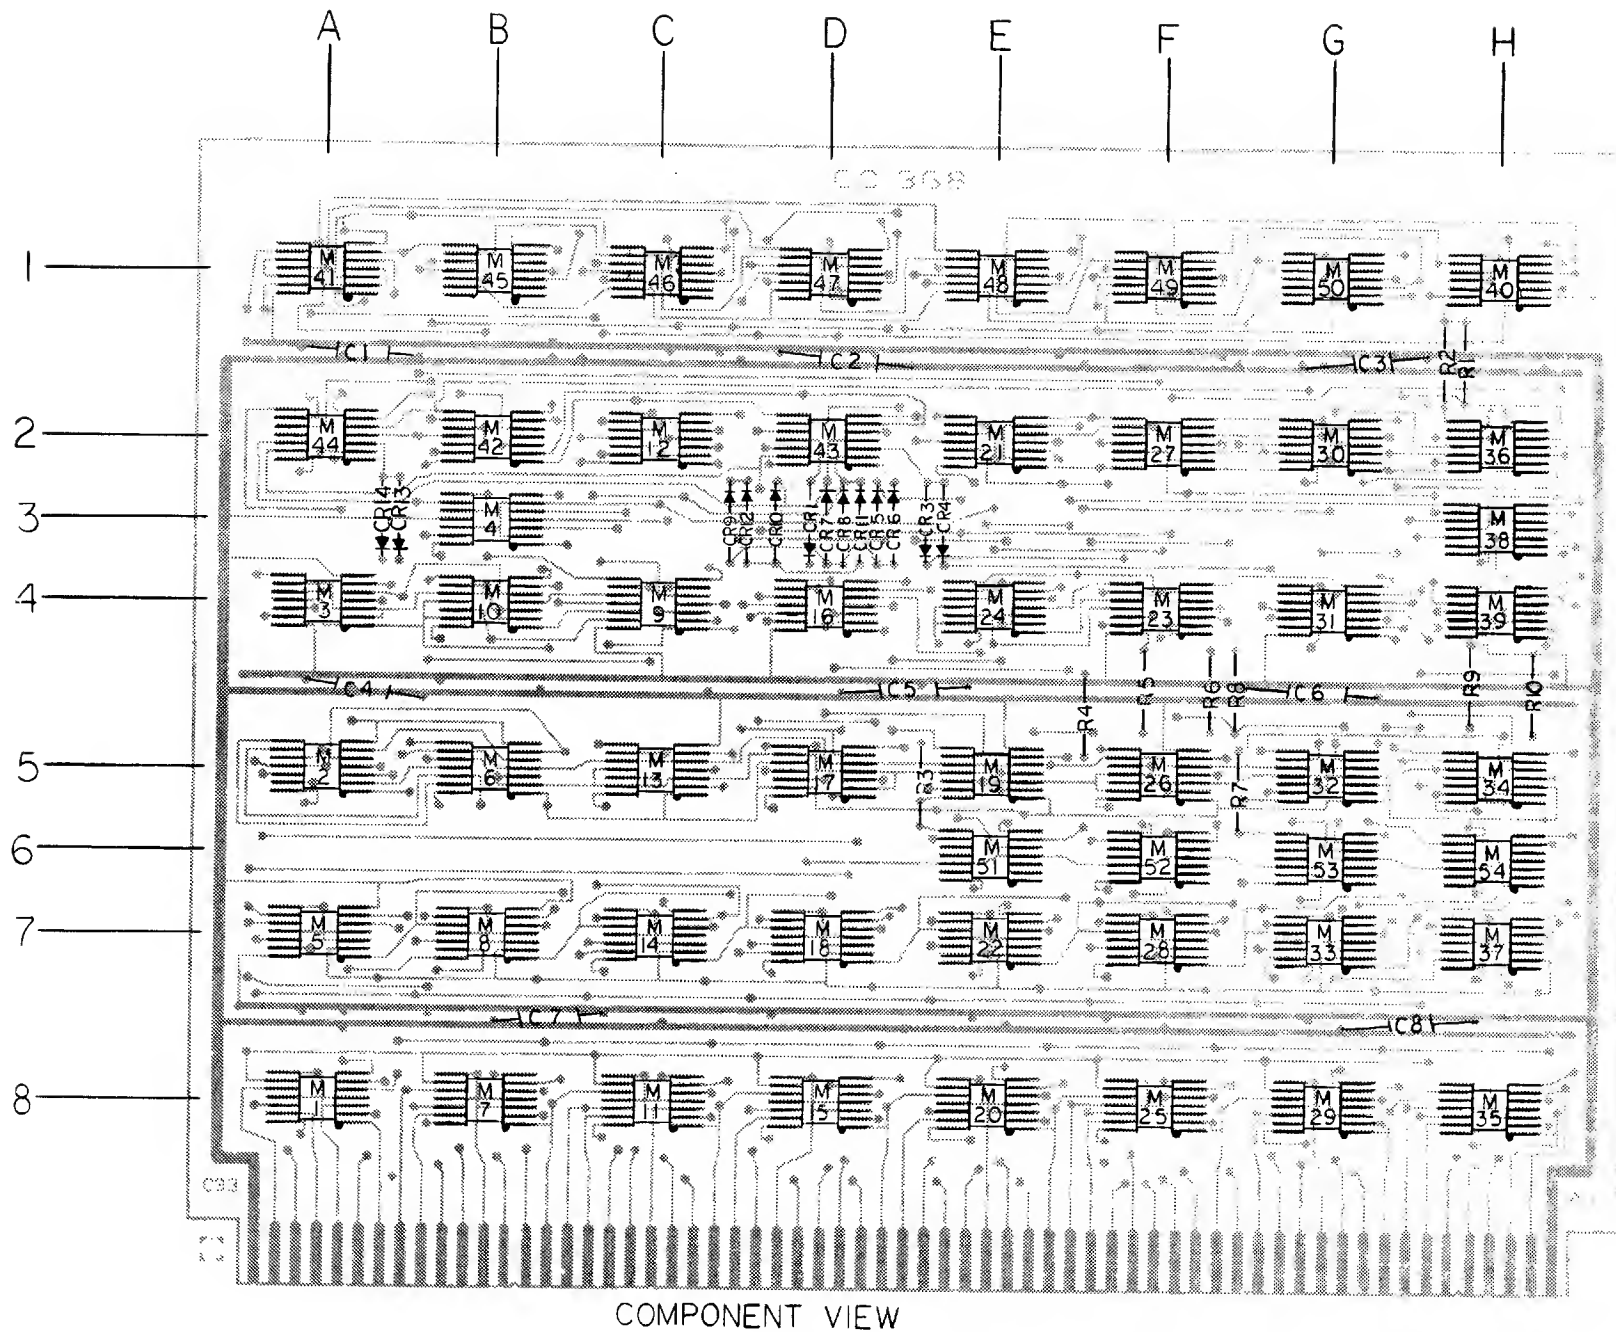 A B C D E F G H
CC 368
1
M 41 M 45 M 46 M 47 M 48 M 49 M 50 M 40
C1 C2 C3 R2 R1
2
M 44 M 42 M 12 M 43 M 21 M 27 M 30 M 36
3
CR14 CR13 M 4 CR9 CR12 CR10 CR1 CR7 CR8 CR11 CR5 CR6 CR3 CR4 M 38
4
M 3 M 10 M 9 M 16 M 24 M 23 M 31 M 39
C4 C5 R4 R5 R6 R8 C6 R9 R10
5
M 2 M 6 M 13 M 17 R3 M 19 M 26 R7 M 32 M 34
6
M 51 M 52 M 53 M 54
7
M 5 M 8 M 14 M 18 M 22 M 28 M 33 M 37
C7 C8
8
M 1 M 7 M 11 M 15 M 20 M 25 M 29 M 35
C93
COMPONENT VIEW